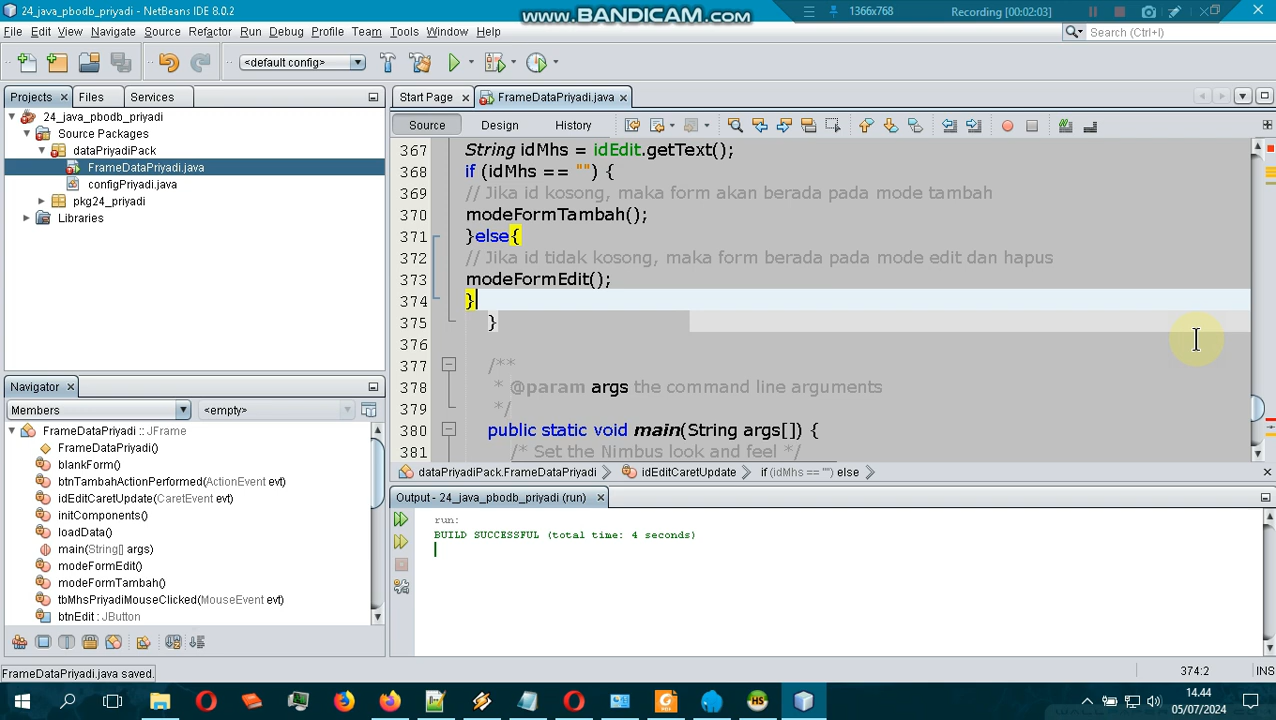 24_java_pbodb_priyadi - NetBeans IDE 8.0.2
www.BANDICAM.com
1366x768
Recording [00:02:03]
File Edit View Navigate Source Refactor Run Debug Profile Team Tools Window Help
Search (Ctrl+I)
<default config>
Projects
Files
Services
Start Page
FrameDataPriyadi.java
24_java_pbodb_priyadi
Source Packages
dataPriyadiPack
FrameDataPriyadi.java
configPriyadi.java
pkg24_priyadi
Libraries
Source
Design
History
367 String idMhs = idEdit.getText();
368 if (idMhs == "") {
369 // Jika id kosong, maka form akan berada pada mode tambah
370 modeFormTambah();
371 }else{
372 // Jika id tidak kosong, maka form berada pada mode edit dan hapus
373 modeFormEdit();
374 }
375 }
376
377 /**
378 * @param args the command line arguments
379 */
380 public static void main(String args[]) {
381 /* Set the Nimbus look and feel */
dataPriyadiPack.FrameDataPriyadi
idEditCaretUpdate
if (idMhs == "") else
Navigator
Members
<empty>
FrameDataPriyadi :: JFrame
FrameDataPriyadi()
blankForm()
btnTambahActionPerformed(ActionEvent evt)
idEditCaretUpdate(CaretEvent evt)
initComponents()
loadData()
main(String[] args)
modeFormEdit()
modeFormTambah()
tbMhsPriyadiMouseClicked(MouseEvent evt)
btnEdit : JButton
Output - 24_java_pbodb_priyadi (run)
run:
BUILD SUCCESSFUL (total time: 4 seconds)
FrameDataPriyadi.java saved.
374:2
INS
HS
14.44
05/07/2024